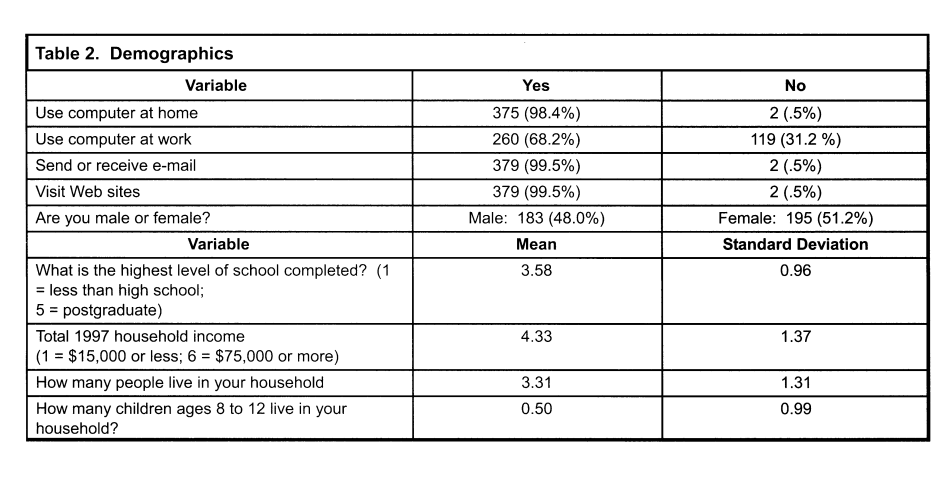 Table 2. Demographics
Variable Yes No
Use computer at home 375 (98.4%) 2 (.5%)
Use computer at work 260 (68.2%) 119 (31.2 %)
Send or receive e-mail 379 (99.5%) 2 (.5%)
Visit Web sites 379 (99.5%) 2 (.5%)
Are you male or female? Male: 183 (48.0%) Female: 195 (51.2%)
Variable Mean Standard Deviation
What is the highest level of school completed? (1 3.58 0.96
= less than high school;
5 = postgraduate)
Total 1997 household income 4.33 1.37
(1 = $15,000 or less; 6 = $75,000 or more)
How many people live in your household 3.31 1.31
How many children ages 8 to 12 live in your 0.50 0.99
household?